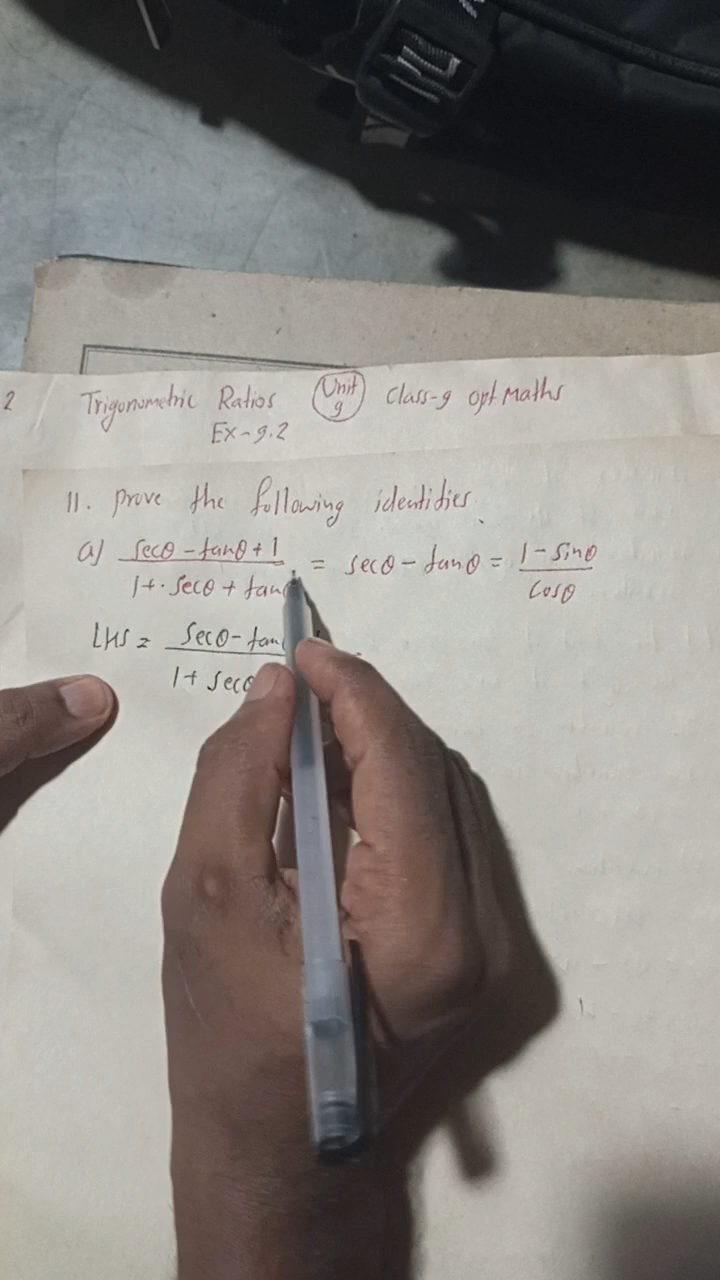 2 Trigonometric Ratios Unit 9 Class-9 opt Maths
Ex-9.2
11. prove the following identities.
a) secθ - tanθ + 1 / 1 + secθ + tan = secθ - tanθ = 1 - sinθ / cosθ
LHS = secθ - tan
1 + secθ